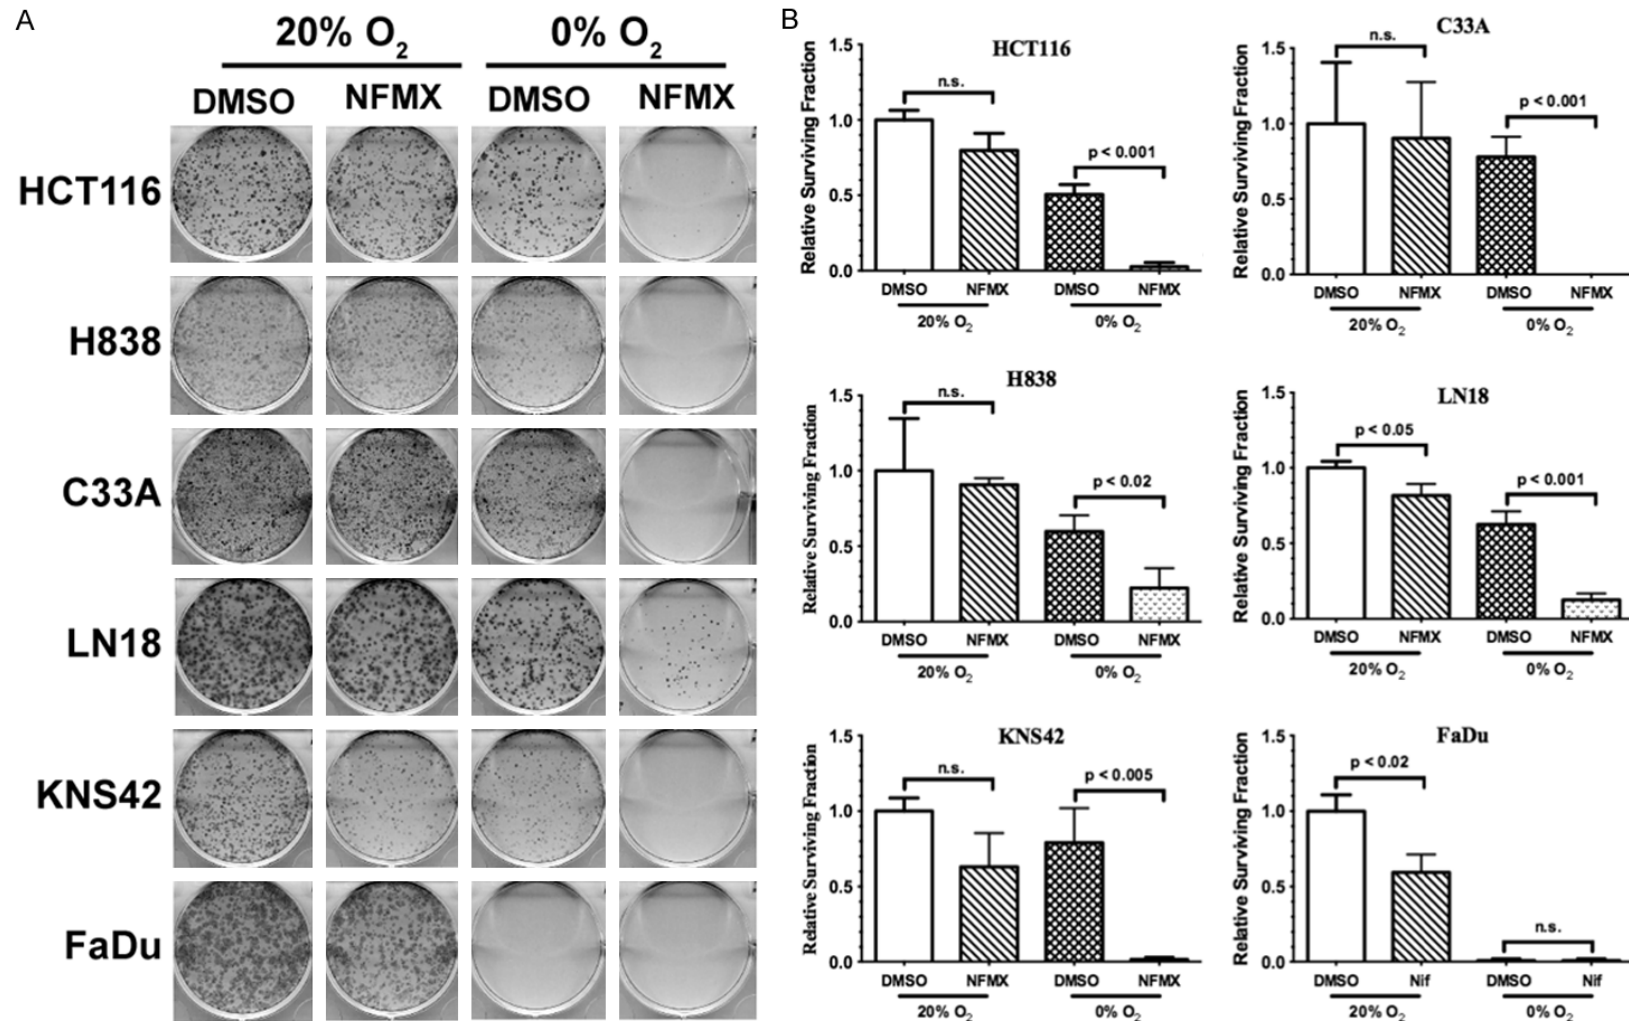 A
20% O2 0% O2
DMSO NFMX DMSO NFMX
HCT116
H838
C33A
LN18
KNS42
FaDu
B
HCT116
Relative Surviving Fraction
1.5
1.0
0.5
0.0
n.s.
p < 0.001
DMSO NFMX DMSO NFMX
20% O2 0% O2
C33A
Relative Surviving Fraction
1.5
1.0
0.5
0.0
n.s.
p < 0.001
DMSO NFMX DMSO NFMX
20% O2 0% O2
H838
Relative Surviving Fraction
1.5
1.0
0.5
0.0
n.s.
p < 0.02
DMSO NFMX DMSO NFMX
20% O2 0% O2
LN18
Relative Surviving Fraction
1.5
1.0
0.5
0.0
p < 0.05
p < 0.001
DMSO NFMX DMSO NFMX
20% O2 0% O2
KNS42
Relative Surviving Fraction
1.5
1.0
0.5
0.0
n.s.
p < 0.005
DMSO NFMX DMSO NFMX
20% O2 0% O2
FaDu
Relative Surviving Fraction
1.5
1.0
0.5
0.0
p < 0.02
n.s.
DMSO Nif DMSO Nif
20% O2 0% O2